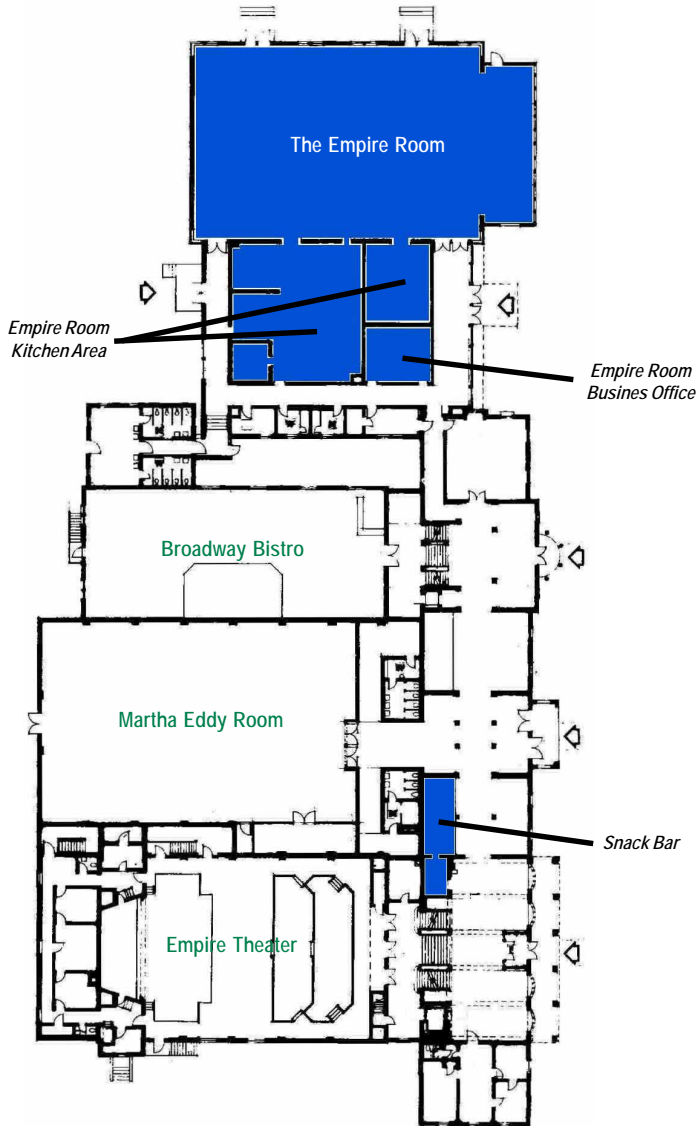 The Empire Room
Empire Room
Kitchen Area
Empire Room
Busines Office
Broadway Bistro
Martha Eddy Room
Snack Bar
Empire Theater